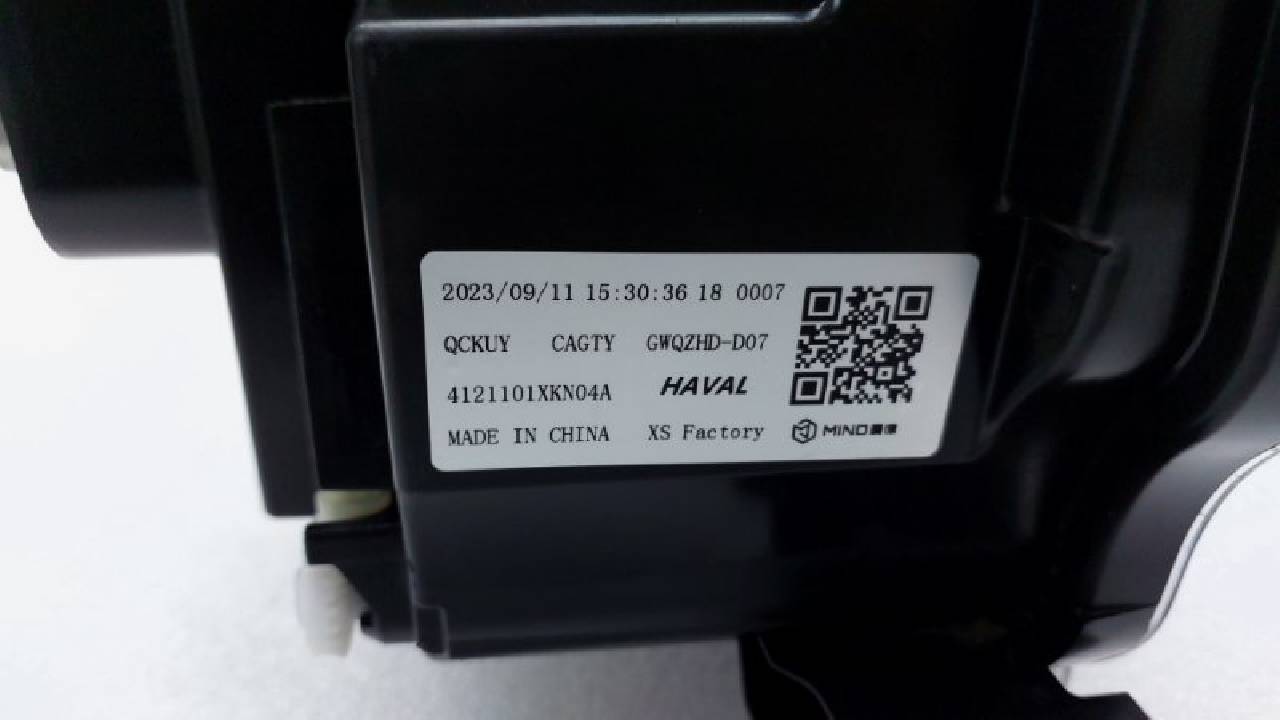 2023/09/11 15:30:36 18 0007
QCKUY CAGTY GWQZHD-D07
4121101XKN04A HAVAL
MADE IN CHINA XS Factory MIND